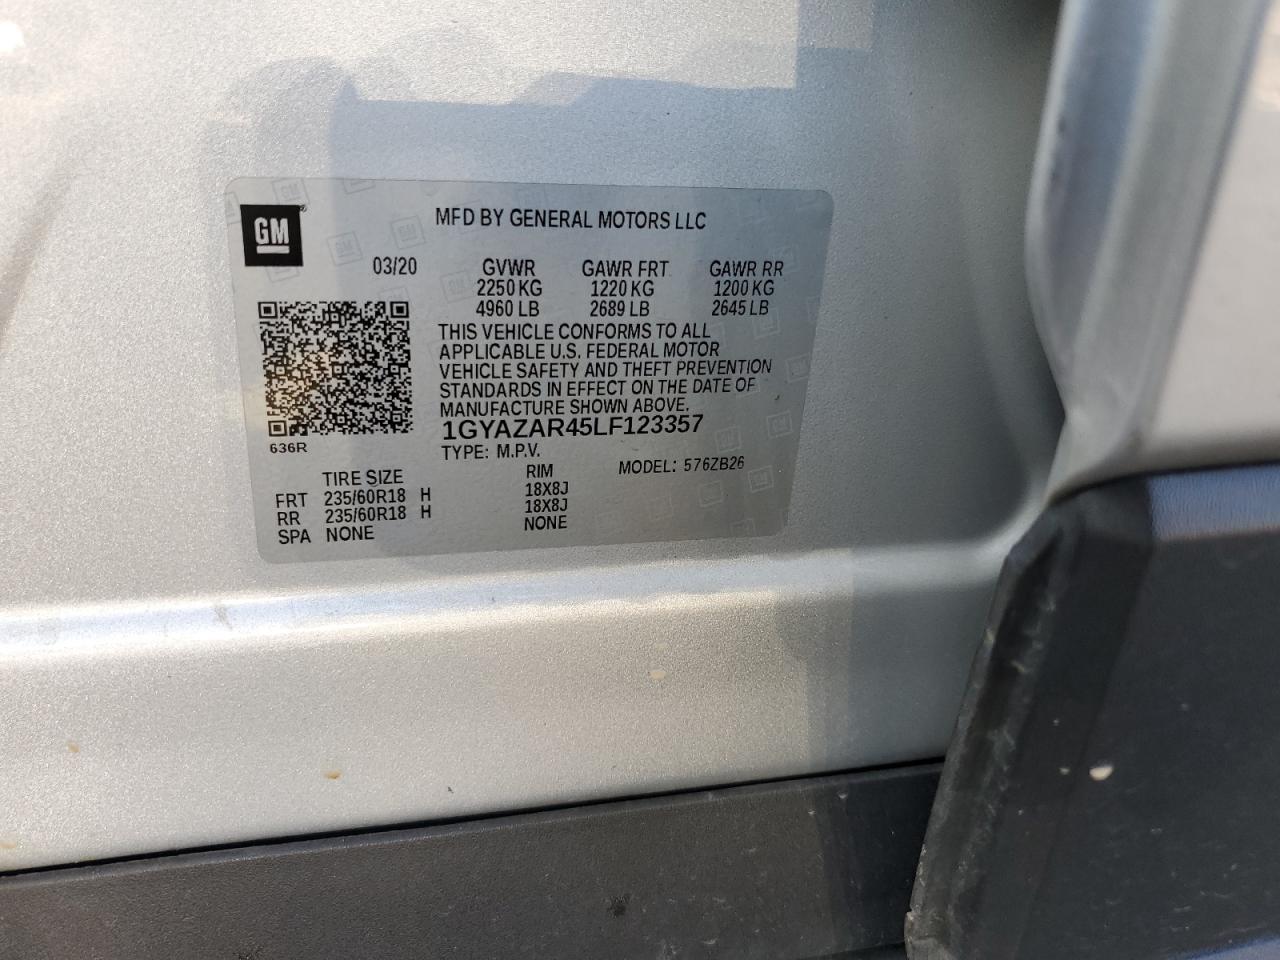 GM
MFD BY GENERAL MOTORS LLC
03/20 GVWR GAWR FRT GAWR RR
2250 KG 1220 KG 1200 KG
4960 LB 2689 LB 2645 LB
THIS VEHICLE CONFORMS TO ALL
APPLICABLE U.S. FEDERAL MOTOR
VEHICLE SAFETY AND THEFT PREVENTION
STANDARDS IN EFFECT ON THE DATE OF
MANUFACTURE SHOWN ABOVE.
1GYAZAR45LF123357
636R
TYPE: M.P.V. MODEL: 576ZB26
TIRE SIZE RIM
FRT 235/60R18 H 18X8J
RR 235/60R18 H 18X8J
SPA NONE NONE